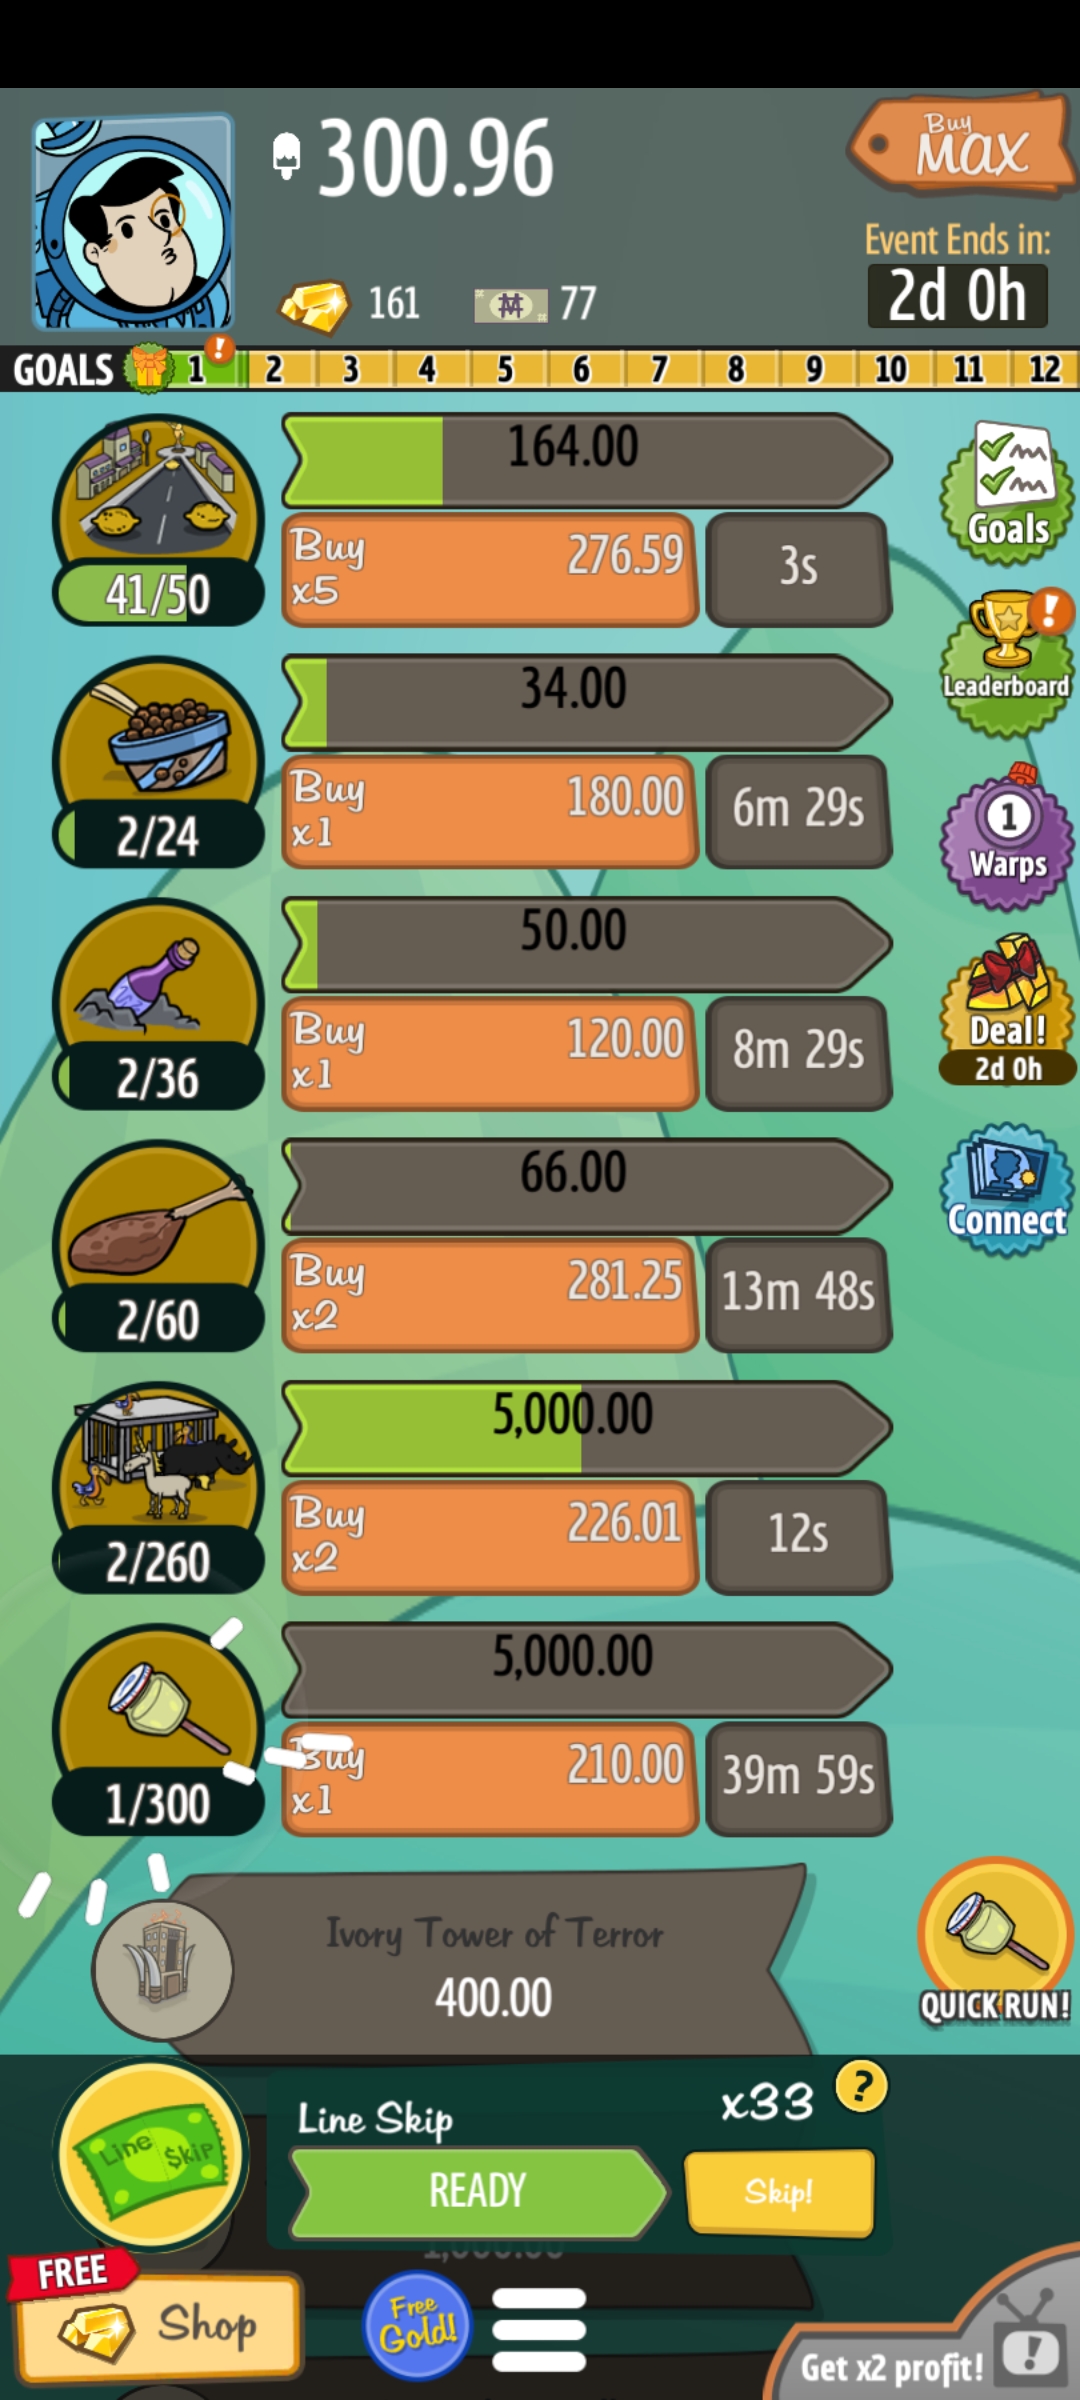 300.96
Buy
MAX
161
77
Event Ends in:
2d 0h
GOALS 1 ! 2 3 4 5 6 7 8 9 10 11 12
164.00
Buy
x5
276.59
3s
41/50
Goals
34.00
Buy
x1
180.00
6m 29s
2/24
!
Leaderboard
50.00
Buy
x1
120.00
8m 29s
2/36
1
Warps
66.00
Buy
x2
281.25
13m 48s
2/60
Deal!
2d 0h
5,000.00
Buy
x2
226.01
12s
2/260
Connect
5,000.00
Buy
x1
210.00
39m 59s
1/300
Ivory Tower of Terror
400.00
QUICK RUN!
Line $kip
Line Skip
x33
?
READY
Skip!
1,000.00
FREE
Shop
Free
Gold!
Get x2 profit!
!